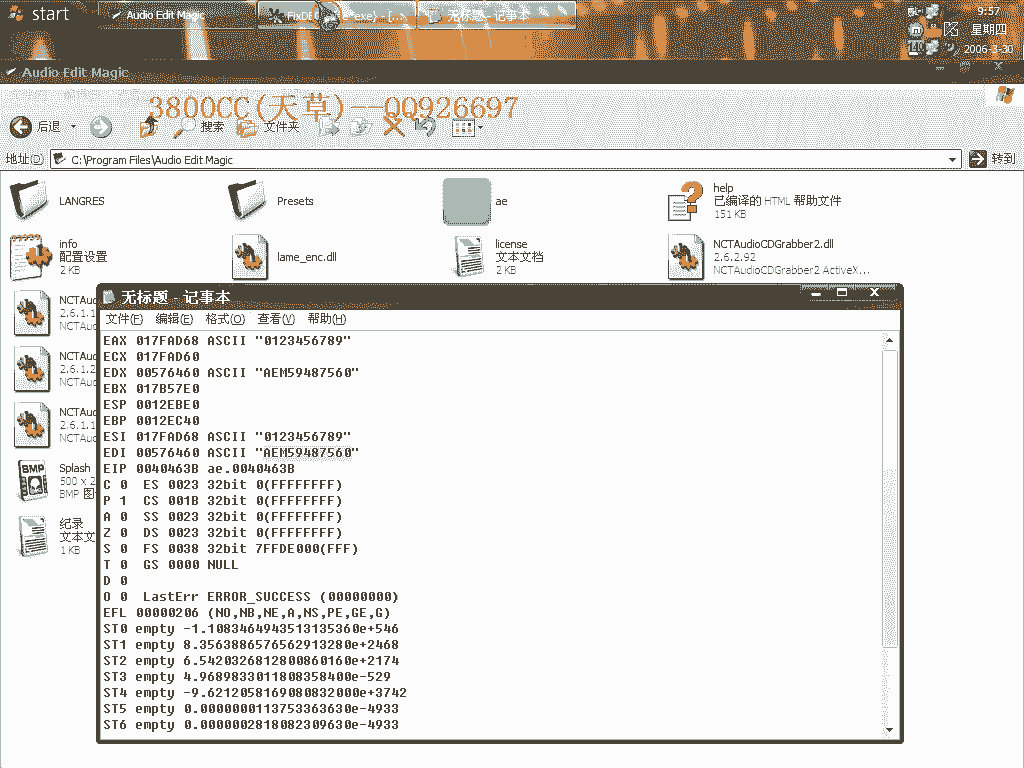 start
Audio Edit Magic
无标题 - 记事本
9:57
星期四
2006-3-30
Audio Edit Magic
3800CC(天草)--QQ926697
后退
搜索
文件夹
地址(D)
C:\Program Files\Audio Edit Magic
转到
LANGRES
Presets
ae
help
已编译的 HTML 帮助文件
151 KB
info
配置设置
2 KB
lame_enc.dll
license
文本文档
2 KB
NCTAudioCDGrabber2.dll
2.6.2.92
NCTAudioCDGrabber2 ActiveX...
NCTAud
2.6.1.1
NCTAud
NCTAud
2.6.1.2
NCTAud
NCTAud
2.6.1.1
NCTAud
Splash
500 x 2
BMP 图
纪录
文本文
1 KB
无标题 - 记事本
文件(F) 编辑(E) 格式(O) 查看(V) 帮助(H)
EAX 017FAD68 ASCII "0123456789"
ECX 017FAD60
EDX 00576460 ASCII "AEM59487560"
EBX 017B57E0
ESP 0012EBE0
EBP 0012EC40
ESI 017FAD68 ASCII "0123456789"
EDI 00576460 ASCII "AEM59487560"
EIP 0040463B ae.0040463B
C 0 ES 0023 32bit 0(FFFFFFFF)
P 1 CS 001B 32bit 0(FFFFFFFF)
A 0 SS 0023 32bit 0(FFFFFFFF)
Z 0 DS 0023 32bit 0(FFFFFFFF)
S 0 FS 0038 32bit 7FFDE000(FFF)
T 0 GS 0000 NULL
D 0
O 0 LastErr ERROR_SUCCESS (00000000)
EFL 00000206 (NO,NB,NE,A,NS,PE,GE,G)
ST0 empty -1.1083464943513135360e+546
ST1 empty 8.3563886576562913280e+2468
ST2 empty 6.5420326812800860160e+2174
ST3 empty 4.9689833011808358400e-529
ST4 empty -9.6212058169080832000e+3742
ST5 empty 0.0000000113753363630e-4933
ST6 empty 0.0000002818082309630e-4933